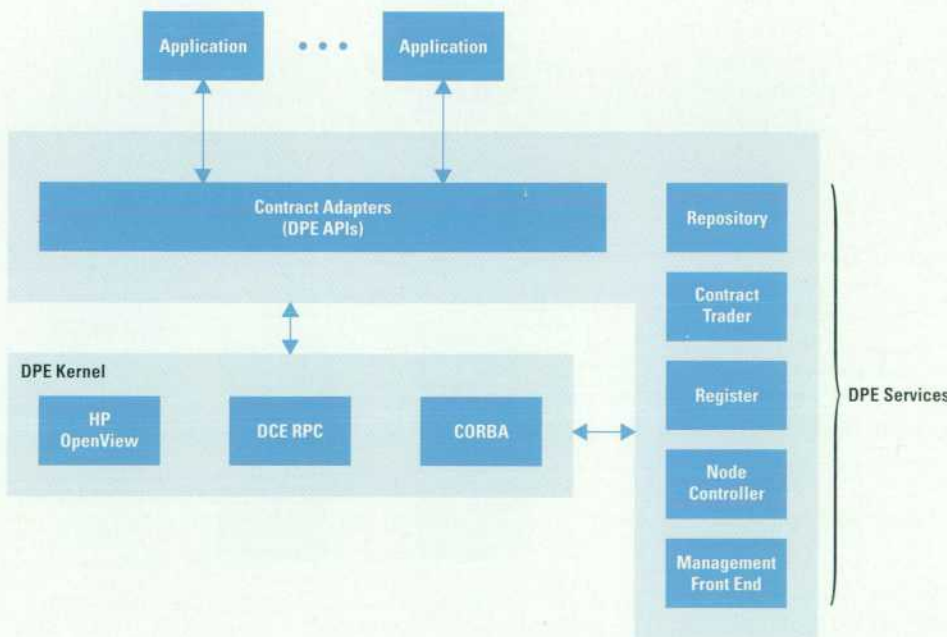 Application
• • •
Application
Contract Adapters
(DPE APIs)
Repository
Contract
Trader
DPE Kernel
HP
OpenView
DCE RPC
CORBA
Register
Node
Controller
Management
Front End
DPE Services